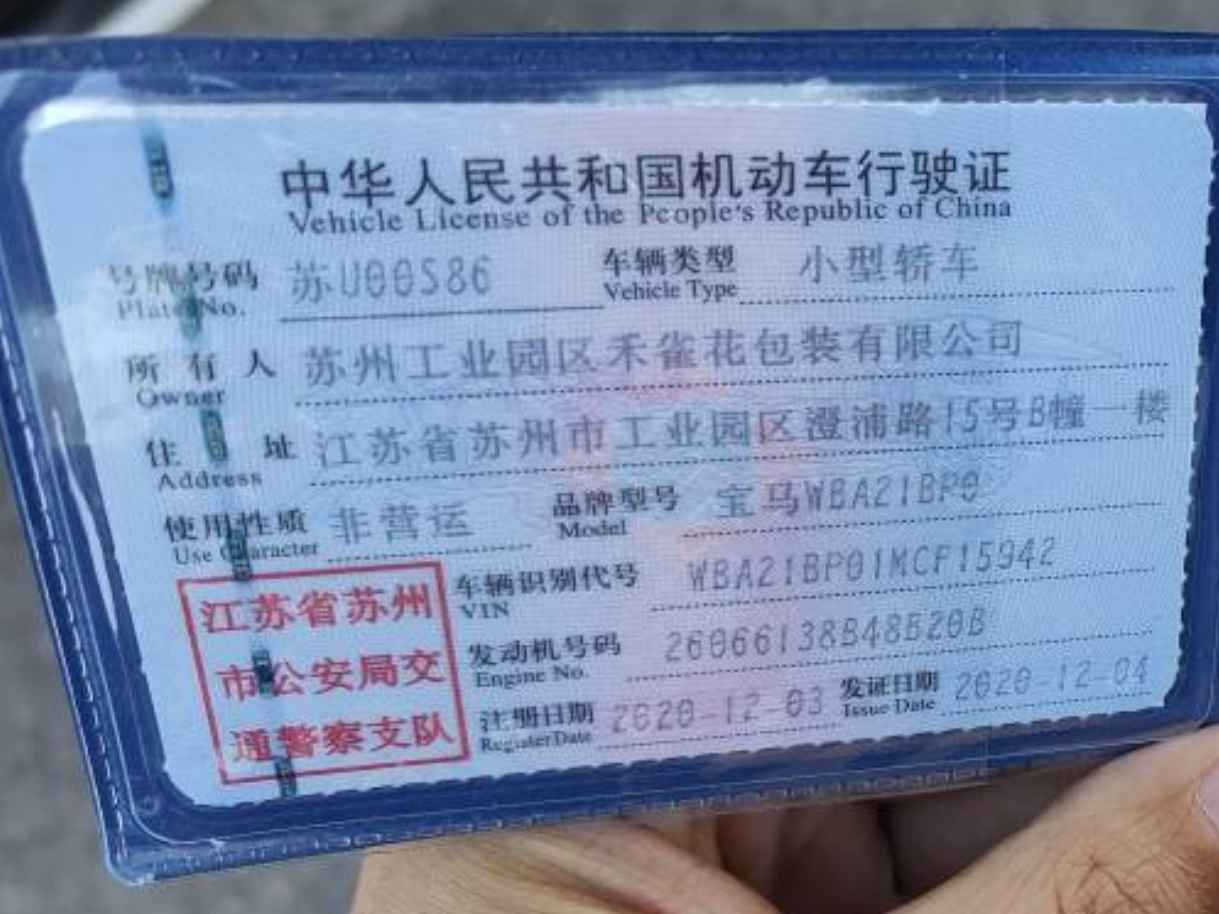 中华人民共和国机动车行驶证
Vehicle License of the People's Republic of China
号牌号码 苏U00S86 车辆类型 小型轿车
Plate No. Vehicle Type
所有人 苏州工业园区禾雀花包装有限公司
Owner
住址 江苏省苏州市工业园区澄浦路15号B幢一楼
Address
使用性质 非营运 品牌型号 宝马WBA21BP0
Use Character Model
江苏省苏州
市公安局交
通警察支队
车辆识别代号 WBA21BP01MCF15942
VIN
发动机号码 26066138B48B20B
Engine No.
注册日期 2020-12-03 发证日期 2020-12-04
Register Date Issue Date